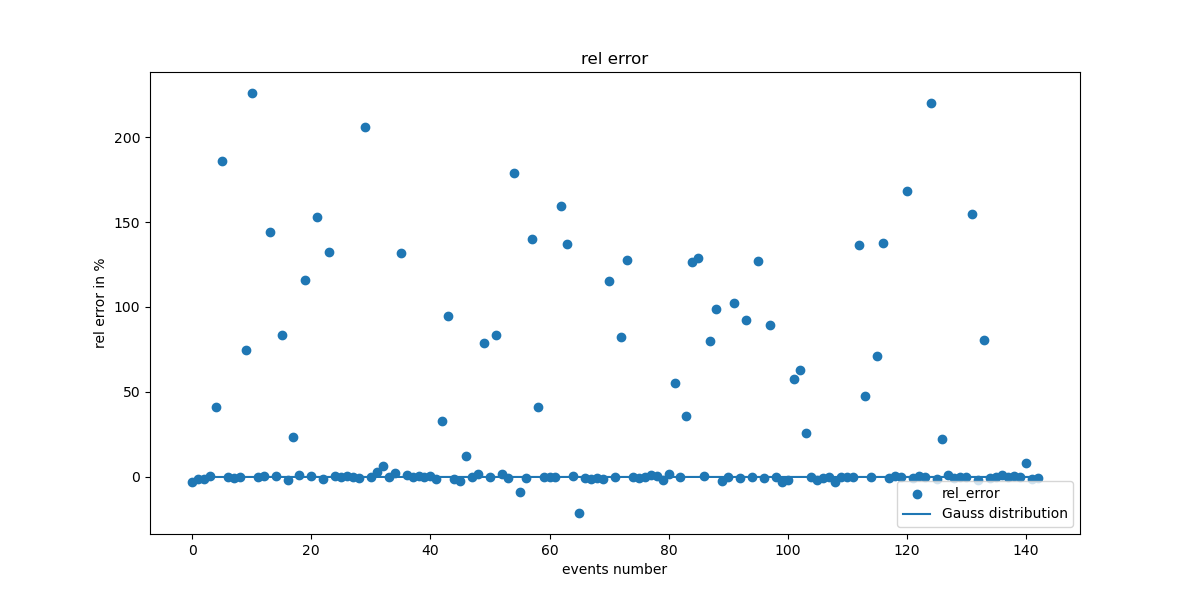 rel error
rel error in %
200
150
100
50
0
0 20 40 60 80 100 120 140
events number
rel_error
Gauss distribution